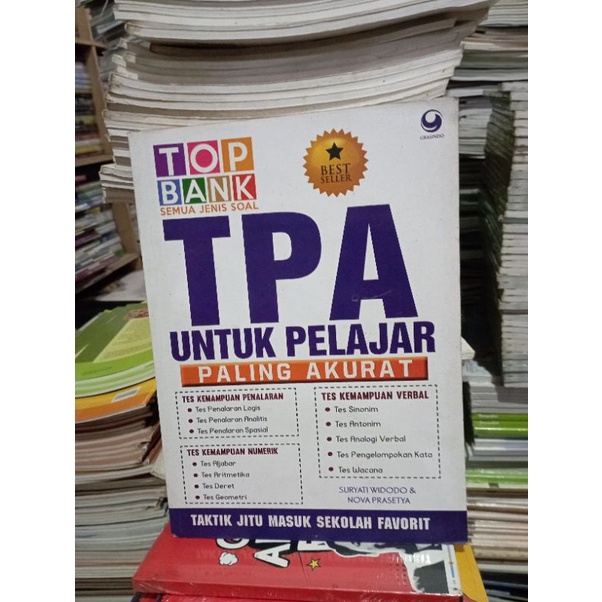 GRASINDO
TOP
BANK
SEMUA JENIS SOAL
BEST
SELLER
TPA
UNTUK PELAJAR
PALING AKURAT
TES KEMAMPUAN PENALARAN
Tes Penalaran Logis
Tes Penalaran Analitis
Tes Penalaran Spasial
TES KEMAMPUAN NUMERIK
Tes Aljabar
Tes Aritmetika
Tes Deret
Tes Geometri
TES KEMAMPUAN VERBAL
Tes Sinonim
Tes Antonim
Tes Analogi Verbal
Tes Pengelompokan Kata
Tes Wacana
SURYATI WIDODO &
NOVA PRASETYA
TAKTIK JITU MASUK SEKOLAH FAVORIT